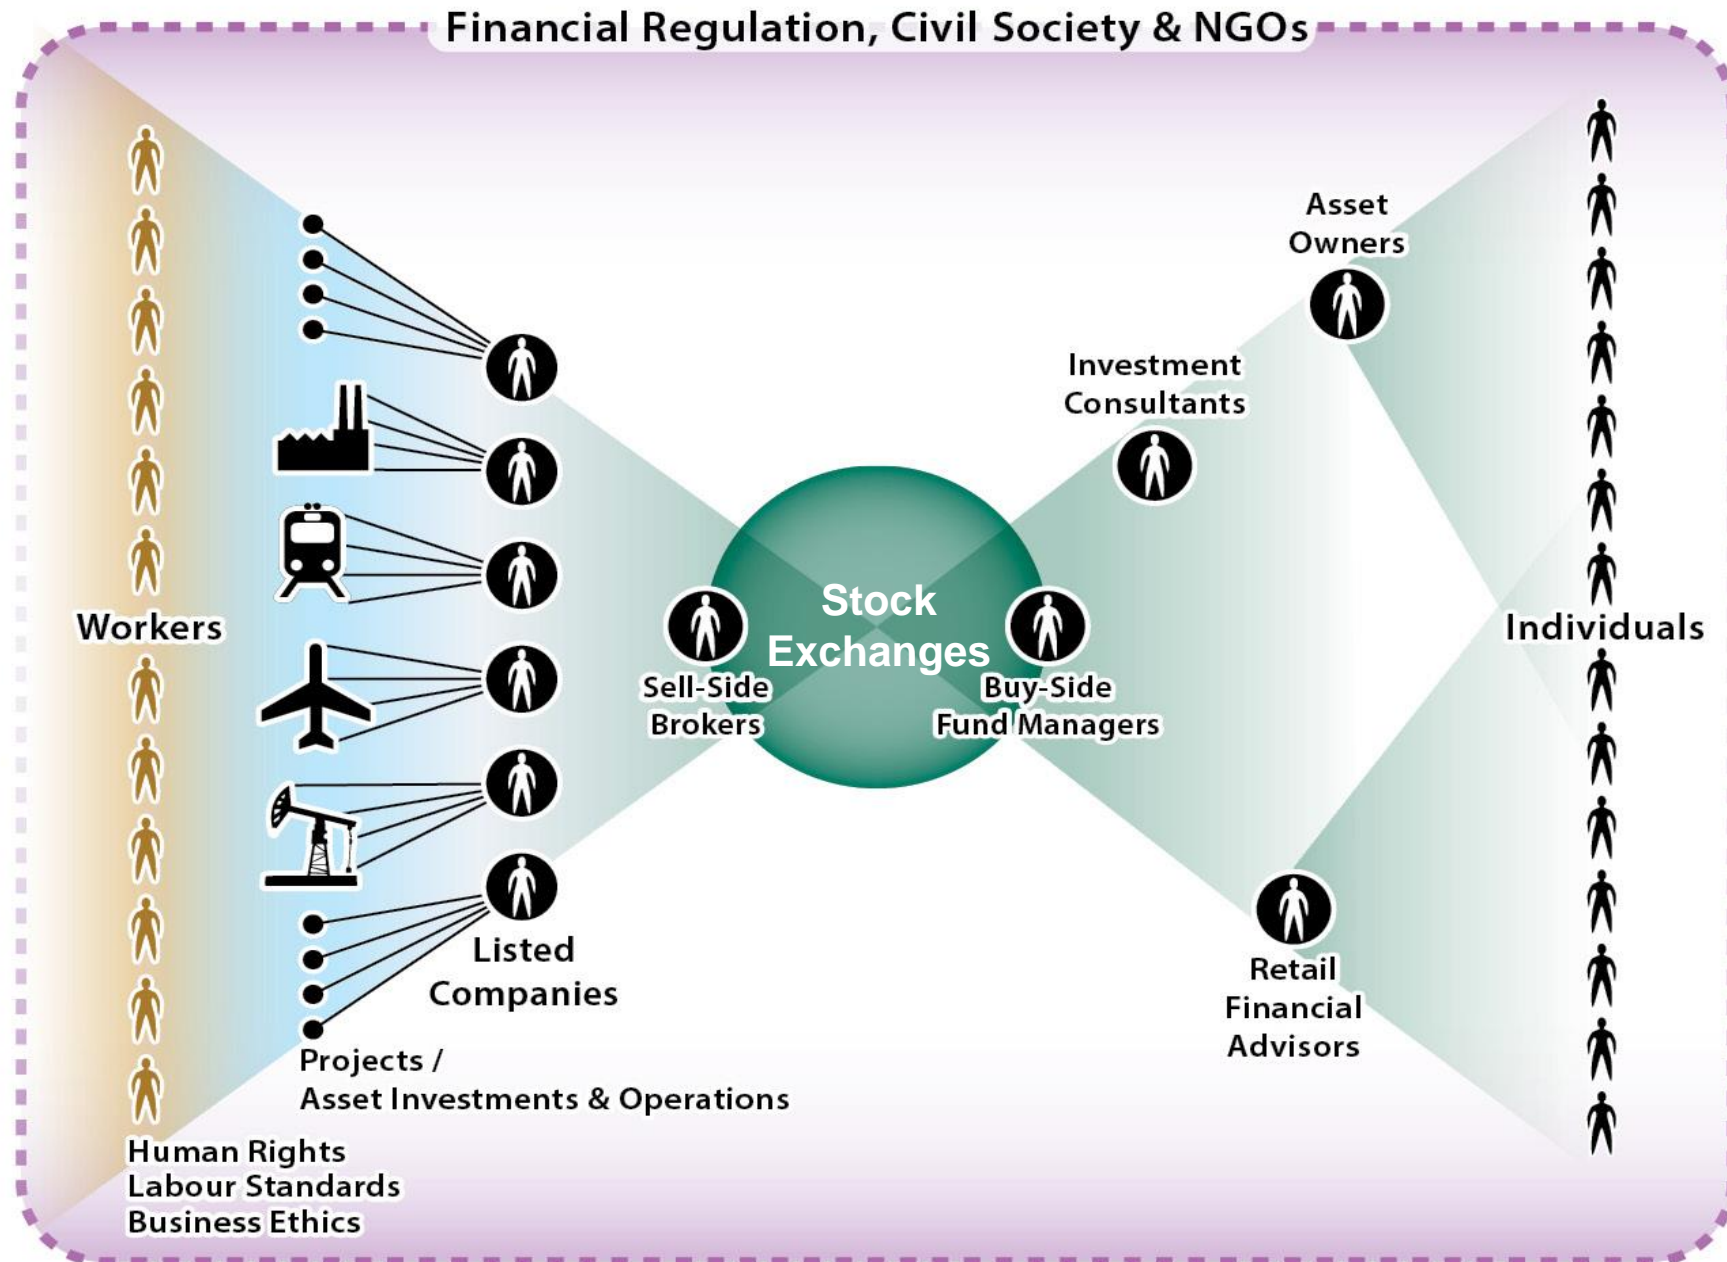 Financial Regulation, Civil Society & NGOs
Asset
Owners
Investment
Consultants
Stock
Exchanges
Workers
Individuals
Sell-Side
Brokers
Buy-Side
Fund Managers
Listed
Companies
Retail
Financial
Advisors
Projects /
Asset Investments & Operations
Human Rights
Labour Standards
Business Ethics